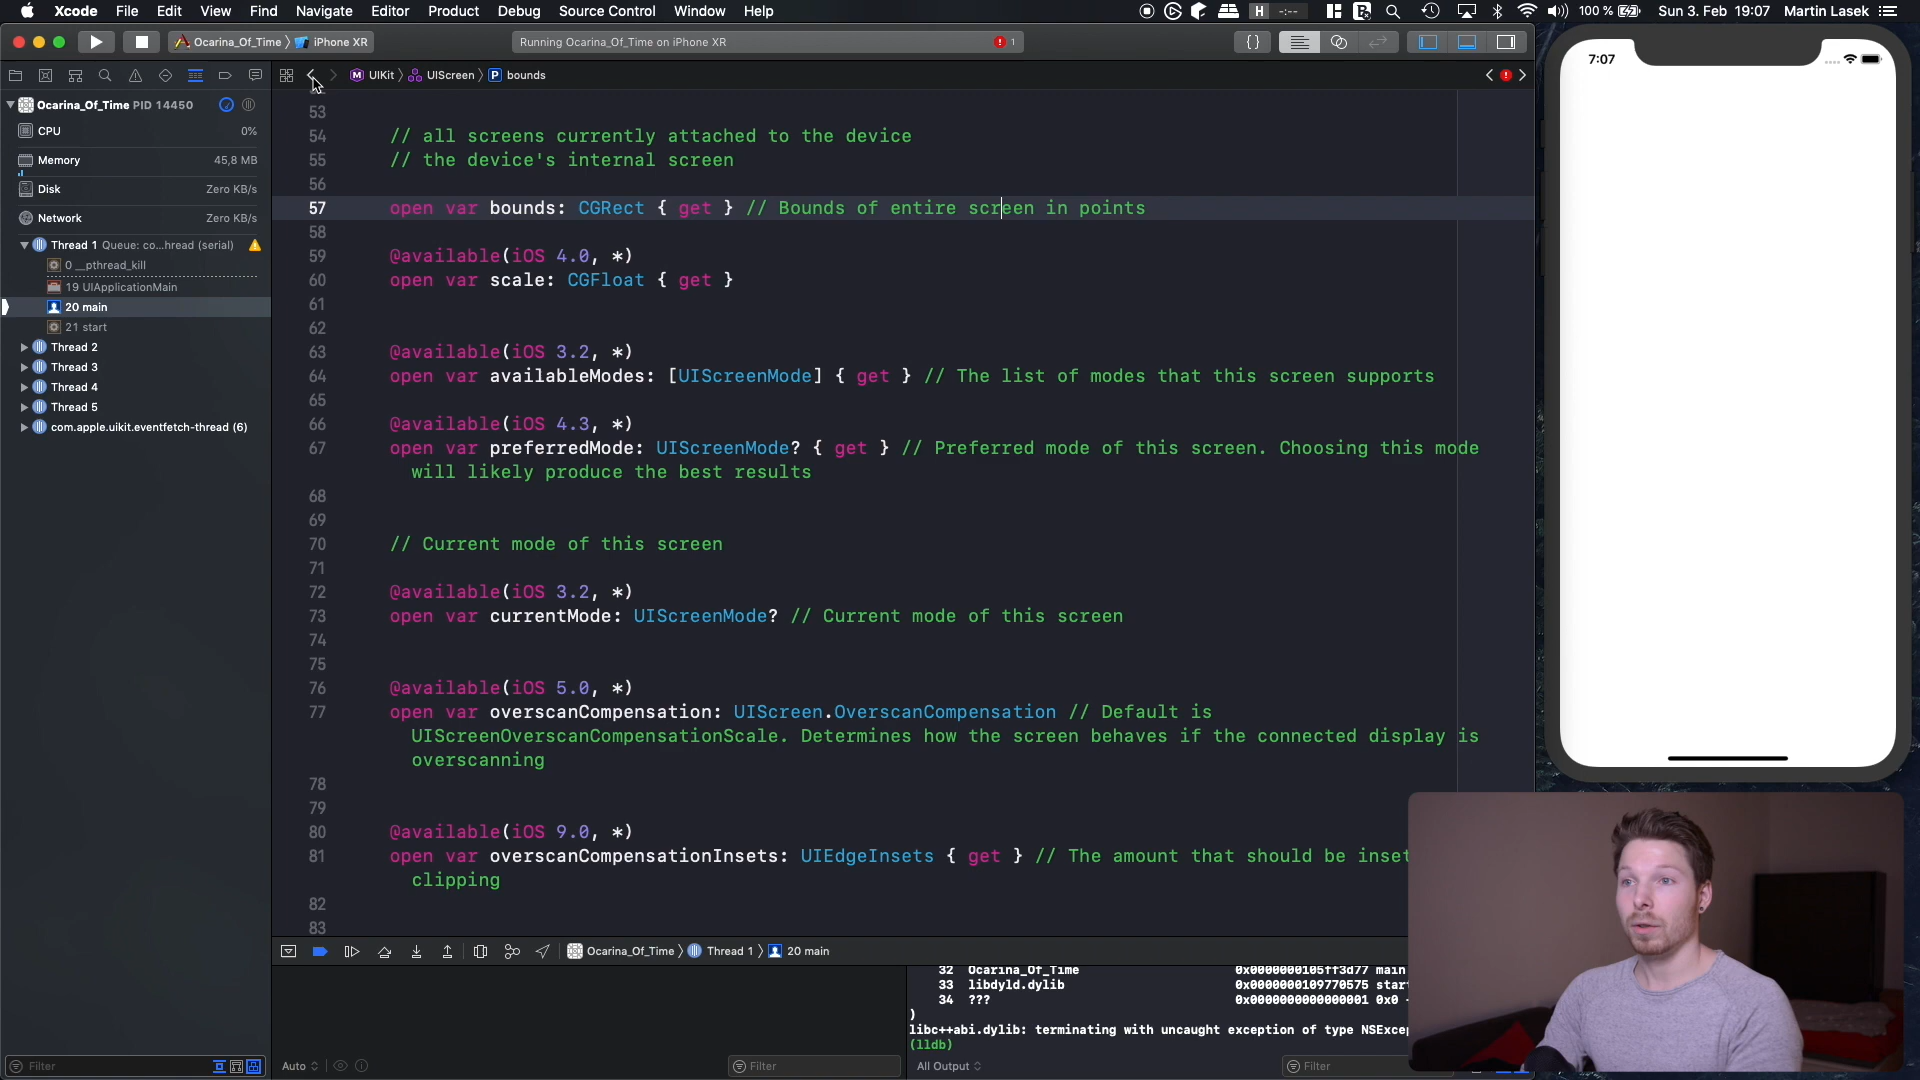 Xcode File Edit View Find Navigate Editor Product Debug Source Control Window Help
H -:-- 100 % Sun 3. Feb 19:07 Martin Lasek
Ocarina_Of_Time iPhone XR
Running Ocarina_Of_Time on iPhone XR
1
{}
UIKit UIScreen bounds
Ocarina_Of_Time PID 14450
CPU 0%
Memory 45,8 MB
Disk Zero KB/s
Network Zero KB/s
Thread 1 Queue: co...hread (serial)
0 __pthread_kill
19 UIApplicationMain
20 main
21 start
Thread 2
Thread 3
Thread 4
Thread 5
com.apple.uikit.eventfetch-thread (6)
53
54 // all screens currently attached to the device
55 // the device's internal screen
56
57 open var bounds: CGRect { get } // Bounds of entire screen in points
58
59 @available(iOS 4.0, *)
60 open var scale: CGFloat { get }
61
62
63 @available(iOS 3.2, *)
64 open var availableModes: [UIScreenMode] { get } // The list of modes that this screen supports
65
66 @available(iOS 4.3, *)
67 open var preferredMode: UIScreenMode? { get } // Preferred mode of this screen. Choosing this mode
will likely produce the best results
68
69
70 // Current mode of this screen
71
72 @available(iOS 3.2, *)
73 open var currentMode: UIScreenMode? // Current mode of this screen
74
75
76 @available(iOS 5.0, *)
77 open var overscanCompensation: UIScreen.OverscanCompensation // Default is
UIScreenOverscanCompensationScale. Determines how the screen behaves if the connected display is
overscanning
78
79
80 @available(iOS 9.0, *)
81 open var overscanCompensationInsets: UIEdgeInsets { get } // The amount that should be inset
clipping
82
83
Ocarina_Of_Time Thread 1 20 main
32 Ocarina_Of_Time 0x0000000105ff3d77 main
33 libdyld.dylib 0x0000000109770575 star
34 ??? 0x0000000000000001 0x0
)
libc++abi.dylib: terminating with uncaught exception of type NSExce
(lldb)
Filter
Auto
Filter
All Output
Filter
7:07